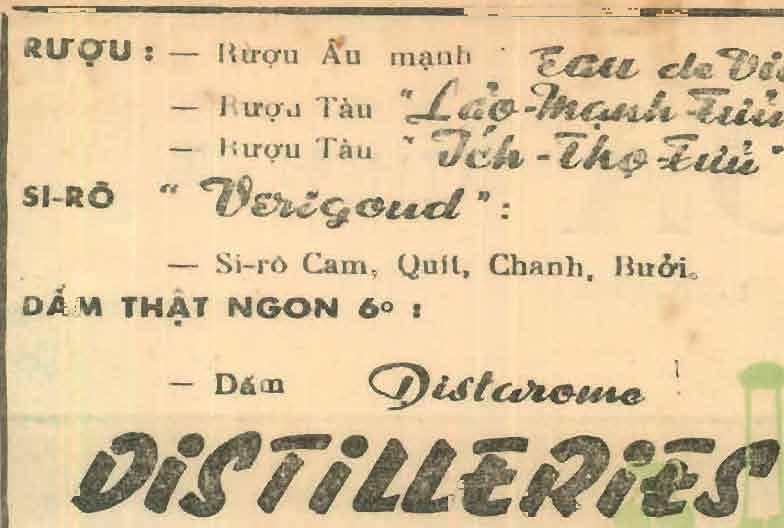 RƯỢU : — Rượu Âu mạnh " Eau de
— Rượu Tàu "Lão-Mạnh-Tửu
— Rượu Tàu "Ích-Thọ-Tửu"
SI-RÔ " Verigoud" :
— Si-rô Cam, Quít, Chanh, Bưởi.
DẤM THẬT NGON 6° :
— Dấm Distarome
DiSTiLLERiES